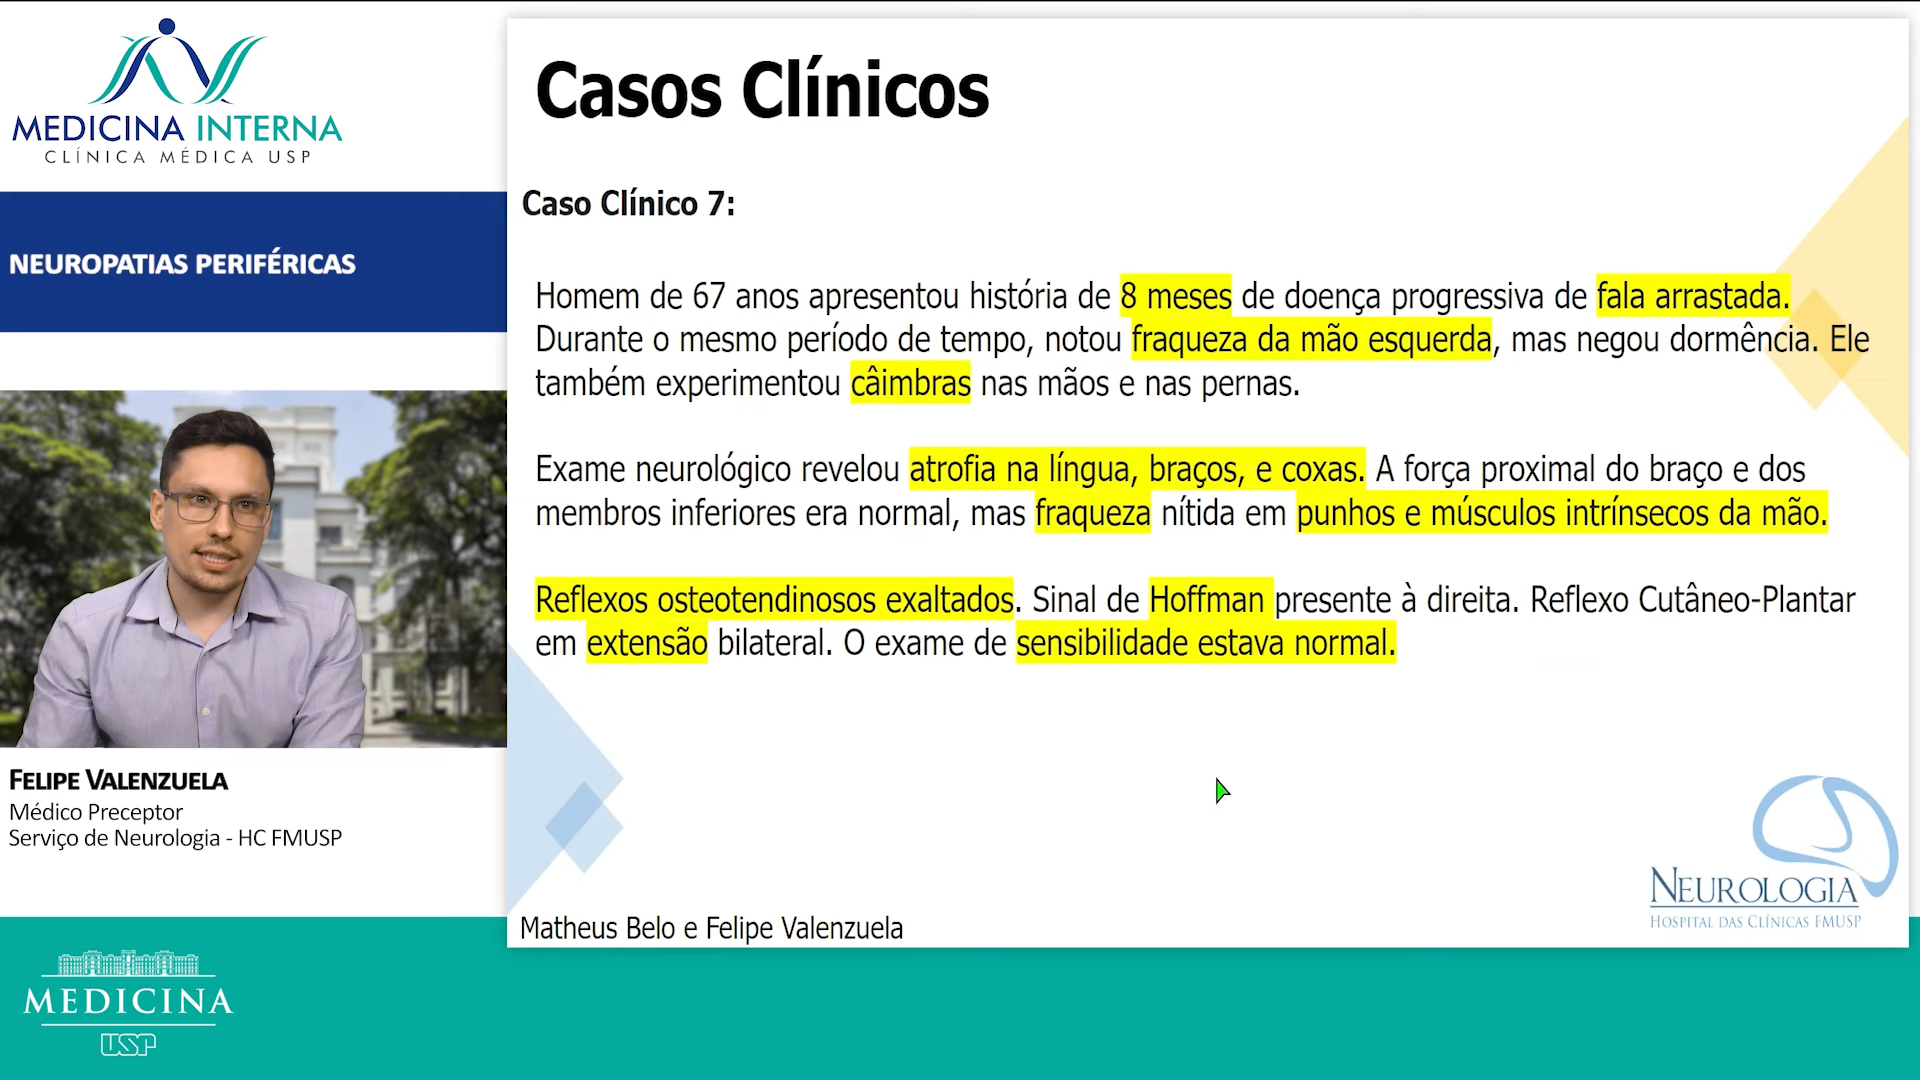 MEDICINA INTERNA
CLÍNICA MÉDICA USP
NEUROPATIAS PERIFÉRICAS
FELIPE VALENZUELA
Médico Preceptor
Serviço de Neurologia - HC FMUSP
MEDICINA
USP
Casos Clínicos
Caso Clínico 7:
Homem de 67 anos apresentou história de 8 meses de doença progressiva de fala arrastada.
Durante o mesmo período de tempo, notou fraqueza da mão esquerda, mas negou dormência. Ele
também experimentou câimbras nas mãos e nas pernas.
Exame neurológico revelou atrofia na língua, braços, e coxas. A força proximal do braço e dos
membros inferiores era normal, mas fraqueza nítida em punhos e músculos intrínsecos da mão.
Reflexos osteotendinosos exaltados. Sinal de Hoffman presente à direita. Reflexo Cutâneo-Plantar
em extensão bilateral. O exame de sensibilidade estava normal.
Matheus Belo e Felipe Valenzuela
NEUROLOGIA
HOSPITAL DAS CLÍNICAS FMUSP